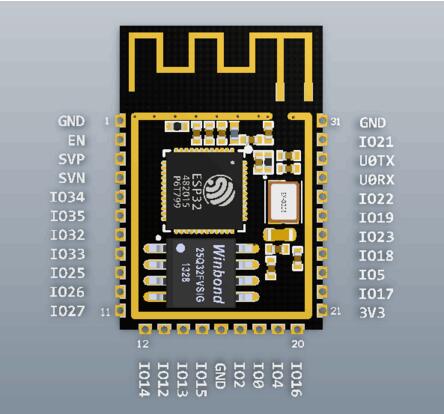 GND 1
EN
SVP
SVN
IO34
IO35
IO32
IO33
IO25
IO26
IO27 11
31 GND
IO21
U0TX
U0RX
IO22
IO19
IO23
IO18
IO5
IO17
21 3V3
ESP32
482015
P6T799
Winbond
25Q32FVSIG
1328
12
20
IO14
IO12
IO13
IO15
GND
IO2
IO0
IO4
IO16